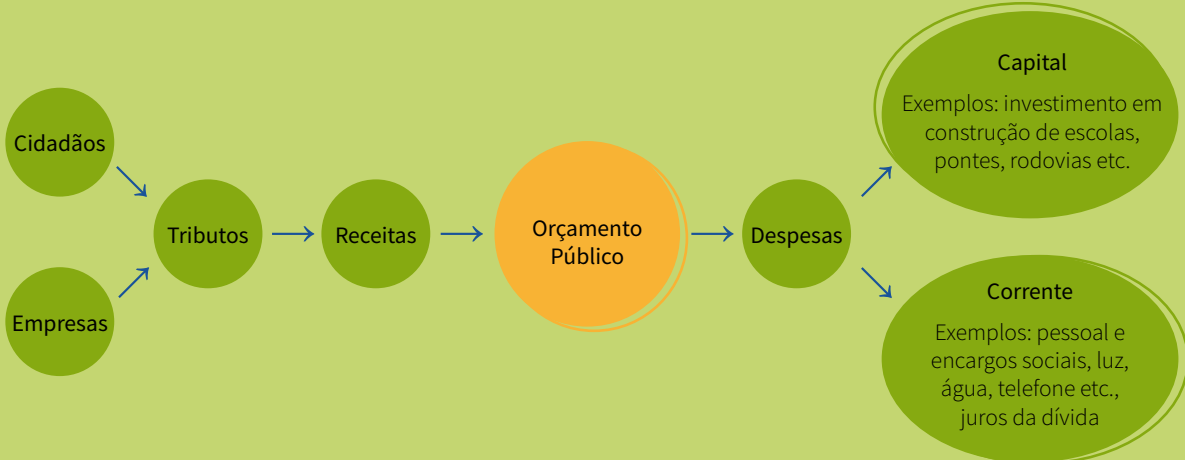 Cidadãos
Empresas
Tributos
Receitas
Orçamento
Público
Despesas
Capital
Exemplos: investimento em
construção de escolas,
pontes, rodovias etc.
Corrente
Exemplos: pessoal e
encargos sociais, luz,
água, telefone etc.,
juros da dívida